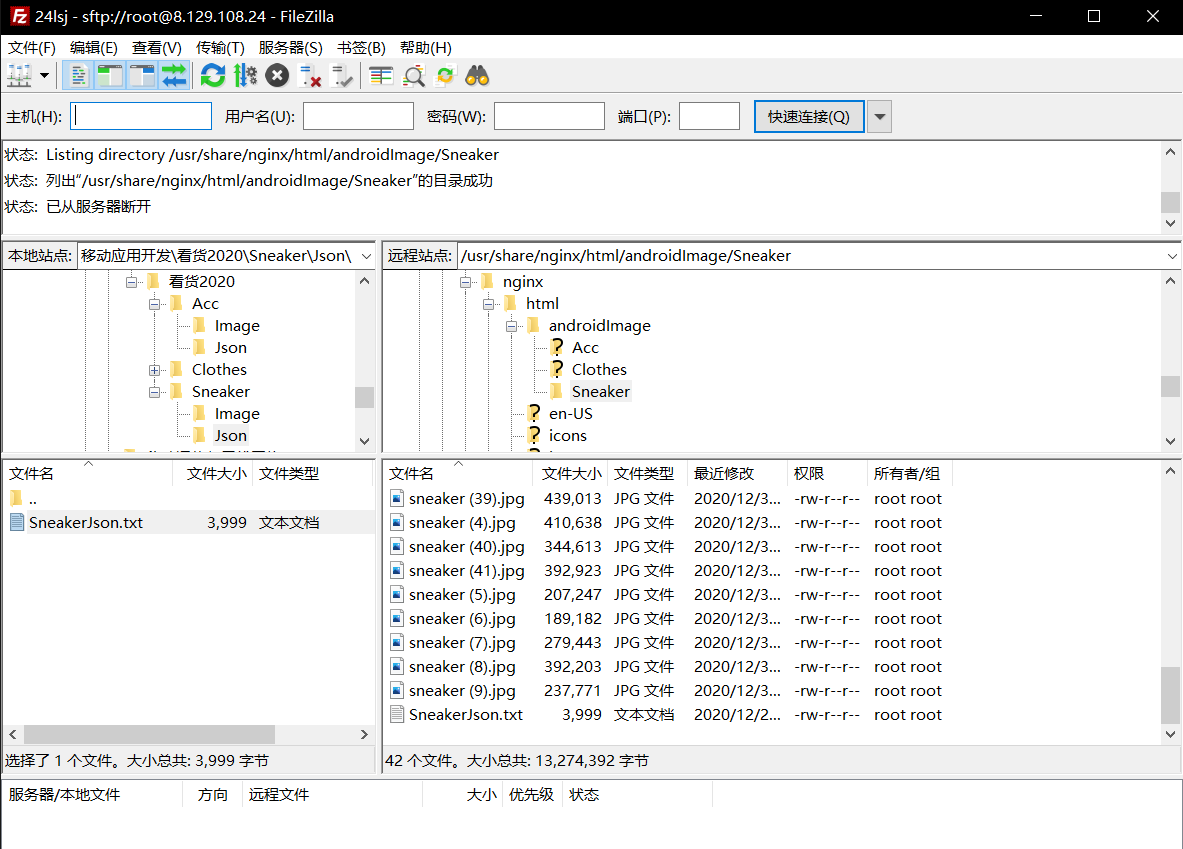 24lsj - sftp://root@8.129.108.24 - FileZilla
文件(F) 编辑(E) 查看(V) 传输(T) 服务器(S) 书签(B) 帮助(H)
主机(H): 用户名(U): 密码(W): 端口(P): 快速连接(Q)
状态: Listing directory /usr/share/nginx/html/androidImage/Sneaker
状态: 列出“/usr/share/nginx/html/androidImage/Sneaker”的目录成功
状态: 已从服务器断开
本地站点: 移动应用开发\看货2020\Sneaker\Json\
看货2020
Acc
Image
Json
Clothes
Sneaker
Image
Json
远程站点: /usr/share/nginx/html/androidImage/Sneaker
nginx
html
androidImage
Acc
Clothes
Sneaker
en-US
icons
文件名 文件大小 文件类型
..
SneakerJson.txt 3,999 文本文档
选择了 1 个文件。大小总共: 3,999 字节
文件名 文件大小 文件类型 最近修改 权限 所有者/组
sneaker (39).jpg 439,013 JPG 文件 2020/12/3... -rw-r--r-- root root
sneaker (4).jpg 410,638 JPG 文件 2020/12/3... -rw-r--r-- root root
sneaker (40).jpg 344,613 JPG 文件 2020/12/3... -rw-r--r-- root root
sneaker (41).jpg 392,923 JPG 文件 2020/12/3... -rw-r--r-- root root
sneaker (5).jpg 207,247 JPG 文件 2020/12/3... -rw-r--r-- root root
sneaker (6).jpg 189,182 JPG 文件 2020/12/3... -rw-r--r-- root root
sneaker (7).jpg 279,443 JPG 文件 2020/12/3... -rw-r--r-- root root
sneaker (8).jpg 392,203 JPG 文件 2020/12/3... -rw-r--r-- root root
sneaker (9).jpg 237,771 JPG 文件 2020/12/3... -rw-r--r-- root root
SneakerJson.txt 3,999 文本文档 2020/12/2... -rw-r--r-- root root
42 个文件。大小总共: 13,274,392 字节
服务器/本地文件 方向 远程文件 大小 优先级 状态